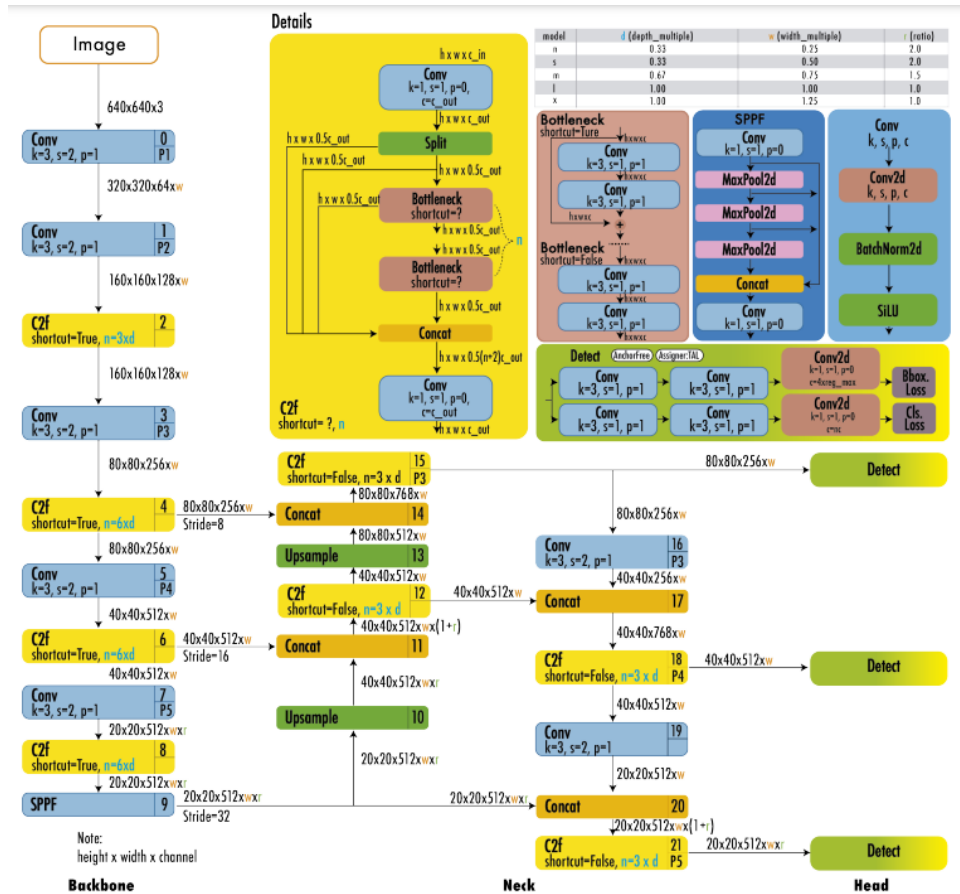 Image
640x640x3
Conv
k=3, s=2, p=1
0
P1
320x320x64xw
Conv
k=3, s=2, p=1
1
P2
160x160x128xw
C2f
shortcut=True, n=3xd
2
160x160x128xw
Conv
k=3, s=2, p=1
3
P3
80x80x256xw
C2f
shortcut=True, n=6xd
4
80x80x256xw
Stride=8
80x80x256xw
Conv
k=3, s=2, p=1
5
P4
40x40x512xw
C2f
shortcut=True, n=6xd
6
40x40x512xw
Stride=16
40x40x512xw
Conv
k=3, s=2, p=1
7
P5
20x20x512xwxr
C2f
shortcut=True, n=6xd
8
20x20x512xwxr
SPPF
9
20x20x512xwxr
Stride=32
Note:
height x width x channel
Backbone
Details
h x w x c_in
Conv
k=1, s=1, p=0,
c=c_out
h x w x c_out
Split
h x w x 0.5c_out
h x w x 0.5c_out
h x w x 0.5c_out
h x w x 0.5c_out
Bottleneck
shortcut=?
h x w x 0.5c_out
h x w x 0.5c_out
n
Bottleneck
shortcut=?
h x w x 0.5c_out
Concat
h x w x 0.5(n+2)c_out
Conv
k=1, s=1, p=0,
c=c_out
h x w x c_out
C2f
shortcut= ?, n
model d (depth_multiple) w (width_multiple) r (ratio)
n 0.33 0.25 2.0
s 0.33 0.50 2.0
m 0.67 0.75 1.5
l 1.00 1.00 1.0
x 1.00 1.25 1.0
Bottleneck
shortcut=Ture
hxwxc
Conv
k=3, s=1, p=1
hxwxc
Conv
k=3, s=1, p=1
hxwxc
+
Bottleneck
shortcut=False
hxwxc
Conv
k=3, s=1, p=1
hxwxc
Conv
k=3, s=1, p=1
hxwxc
SPPF
Conv
k=1, s=1, p=0
MaxPool2d
MaxPool2d
MaxPool2d
Concat
Conv
k=1, s=1, p=0
Conv
k, s, p, c
Conv2d
k, s, p, c
BatchNorm2d
SiLU
Detect
AnchorFree
Assigner:TAL
Conv
k=3, s=1, p=1
Conv
k=3, s=1, p=1
Conv2d
k=1, s=1, p=0
c=4xreg_max
Bbox.
Loss
Conv
k=3, s=1, p=1
Conv
k=3, s=1, p=1
Conv2d
k=1, s=1, p=0
c=nc
Cls.
Loss
C2f
shortcut=False, n=3 x d
15
P3
80x80x768xw
Concat
14
80x80x512xw
Upsample
13
40x40x512xw
C2f
shortcut=False, n=3 x d
12
40x40x512xw
40x40x512xwx(1+r)
Concat
11
40x40x512xwxr
Upsample
10
20x20x512xwxr
80x80x256xw
Detect
80x80x256xw
Conv
k=3, s=2, p=1
16
P3
40x40x256xw
Concat
17
40x40x768xw
C2f
shortcut=False, n=3 x d
18
P4
40x40x512xw
Detect
40x40x512xw
Conv
k=3, s=2, p=1
19
20x20x512xw
20x20x512xwxr
Concat
20
20x20x512xwx(1+r)
C2f
shortcut=False, n=3 x d
21
P5
20x20x512xwxr
Detect
Neck
Head